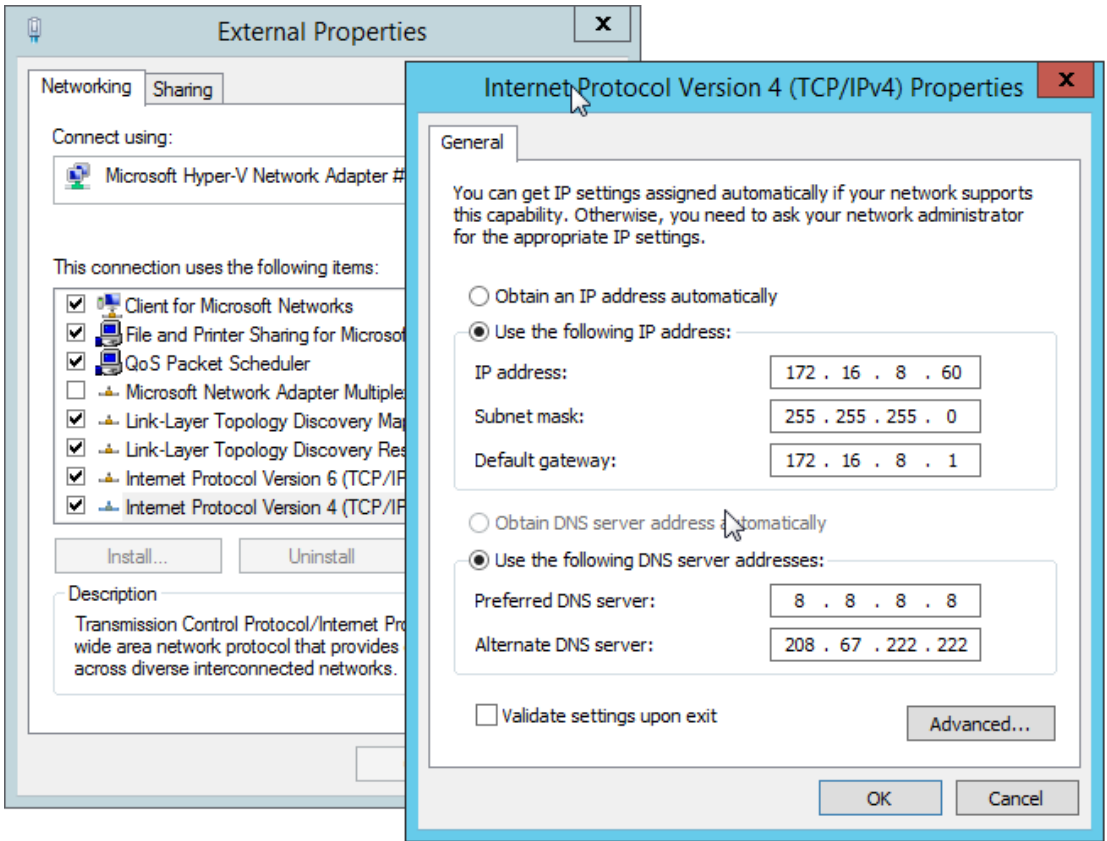 External Properties
x
Networking
Sharing
Connect using:
Microsoft Hyper-V Network Adapter #
This connection uses the following items:
Client for Microsoft Networks
File and Printer Sharing for
QoS Packet Scheduler
Microsoft Network Adapter
Link-Layer Topology Discovery
Link-Layer Topology Discovery
Internet Protocol Version 6
Internet Protocol Version 4
Install...
Uninstall
Description
Transmission Control Protocol/Internet
wide area network protocol that provides
across diverse interconnected networks.
Internet Protocol Version 4 (TCP/IPv4) Properties
x
General
You can get IP settings assigned automatically if your network supports
this capability. Otherwise, you need to ask your network administrator
for the appropriate IP settings.
Obtain an IP address automatically
Use the following IP address:
IP address:
172 . 16 . 8 . 60
Subnet mask:
255 . 255 . 255 . 0
Default gateway:
172 . 16 . 8 . 1
Obtain DNS server address automatically
Use the following DNS server addresses:
Preferred DNS server:
8 . 8 . 8 . 8
Alternate DNS server:
208 . 67 . 222 . 222
Validate settings upon exit
Advanced...
OK
Cancel